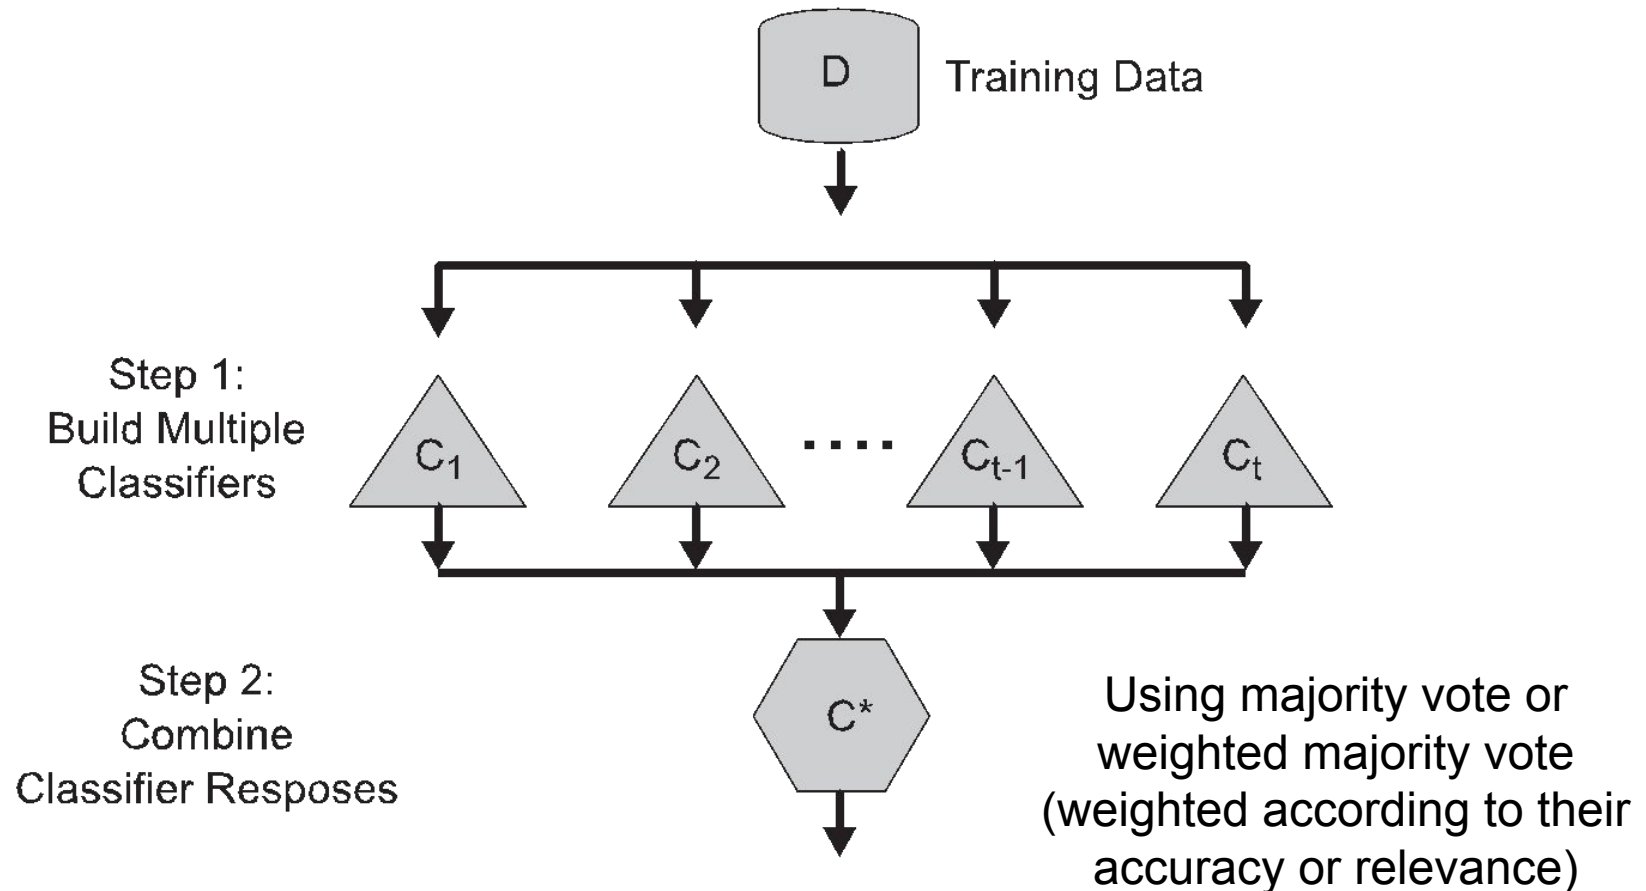 D
Training Data
Step 1:
Build Multiple
Classifiers
C₁
C₂
....
Cₜ₋₁
Cₜ
Step 2:
Combine
Classifier Resposes
C*
Using majority vote or
weighted majority vote
(weighted according to their
accuracy or relevance)